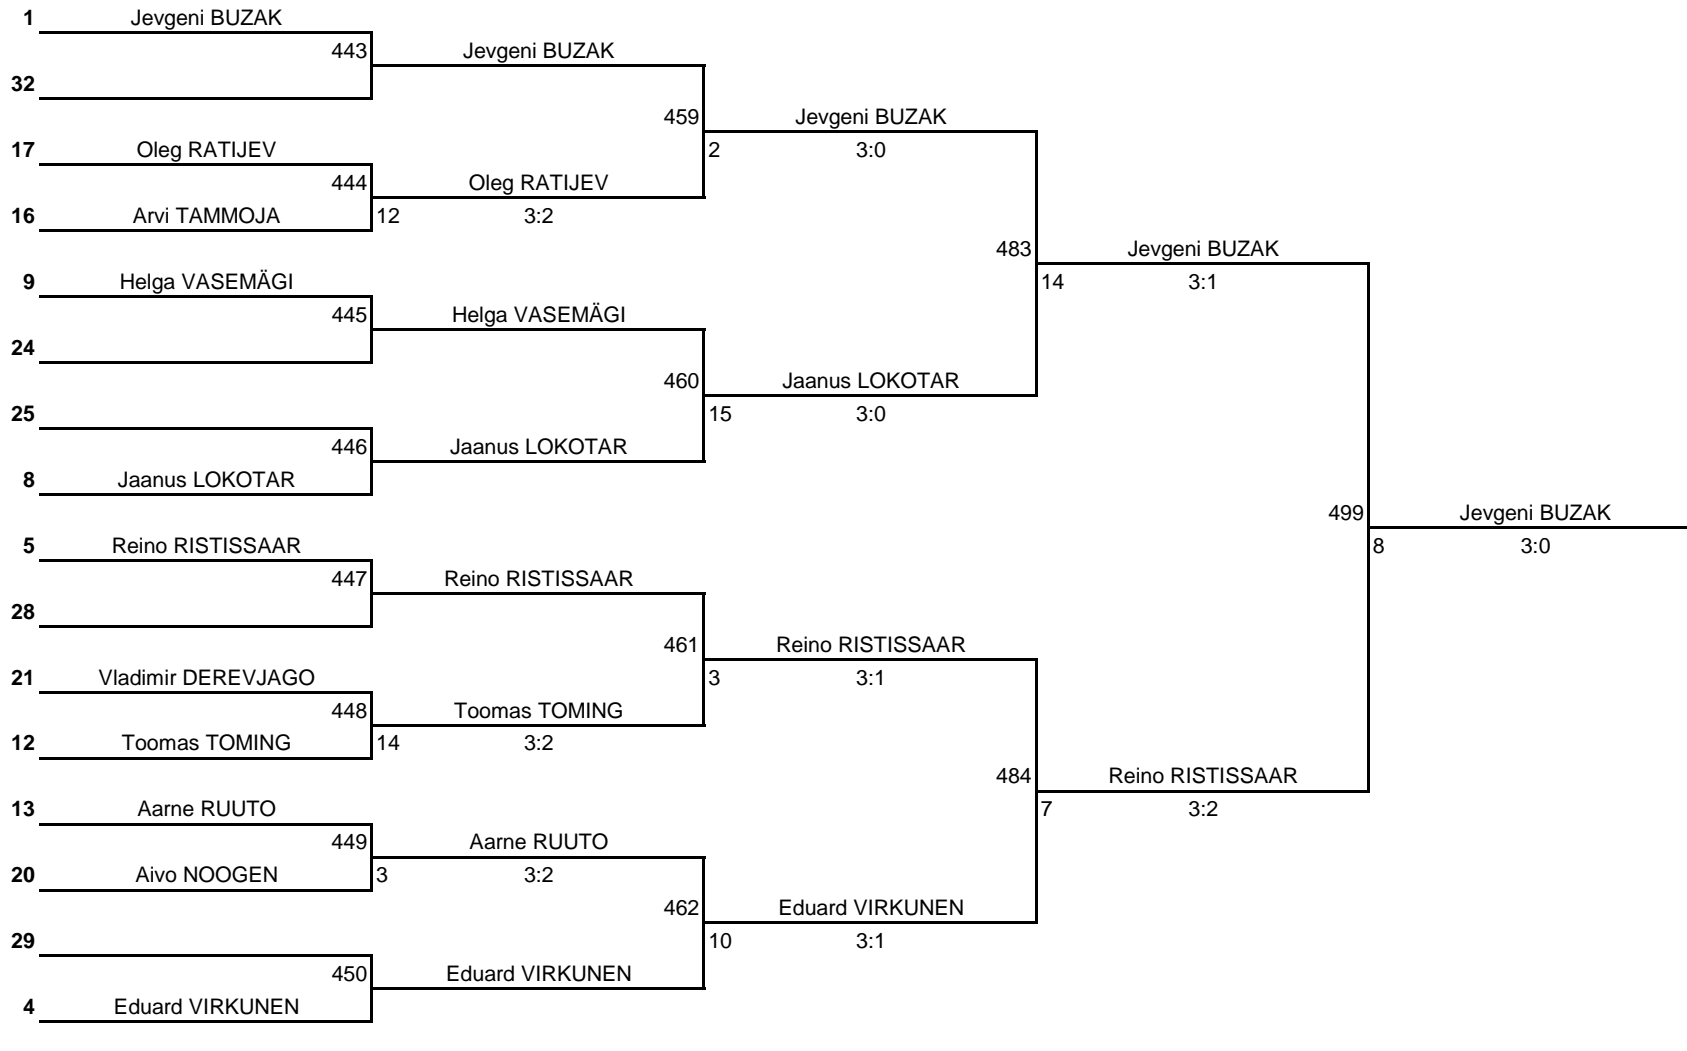 1 Jevgeni BUZAK
443 Jevgeni BUZAK
32
459 Jevgeni BUZAK
17 Oleg RATIJEV 2 3:0
444 Oleg RATIJEV
16 Arvi TAMMOJA 12 3:2
483 Jevgeni BUZAK
9 Helga VASEMÄGI 14 3:1
445 Helga VASEMÄGI
24
460 Jaanus LOKOTAR
25 15 3:0
446 Jaanus LOKOTAR
8 Jaanus LOKOTAR
499 Jevgeni BUZAK
5 Reino RISTISSAAR 8 3:0
447 Reino RISTISSAAR
28
461 Reino RISTISSAAR
21 Vladimir DEREVJAGO 3 3:1
448 Toomas TOMING
12 Toomas TOMING 14 3:2
484 Reino RISTISSAAR
13 Aarne RUUTO 7 3:2
449 Aarne RUUTO
20 Aivo NOOGEN 3 3:2
462 Eduard VIRKUNEN
29 10 3:1
450 Eduard VIRKUNEN
4 Eduard VIRKUNEN